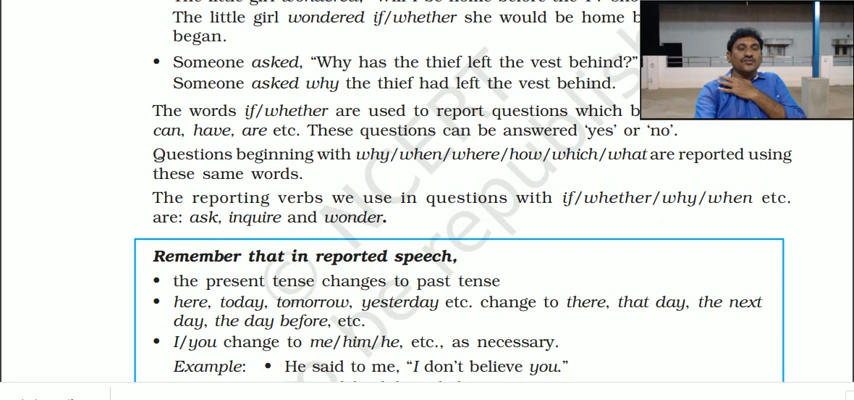 The little girl wondered if/whether she would be home b
began.
• Someone asked, “Why has the thief left the vest behind?”
Someone asked why the thief had left the vest behind.
The words if/whether are used to report questions which b
can, have, are etc. These questions can be answered ‘yes’ or ‘no’.
Questions beginning with why/when/where/how/which/what are reported using
these same words.
The reporting verbs we use in questions with if/whether/why/when etc.
are: ask, inquire and wonder.
Remember that in reported speech,
• the present tense changes to past tense
• here, today, tomorrow, yesterday etc. change to there, that day, the next
day, the day before, etc.
• I/you change to me/him/he, etc., as necessary.
Example: • He said to me, “I don’t believe you.”
© NCERT
be republish